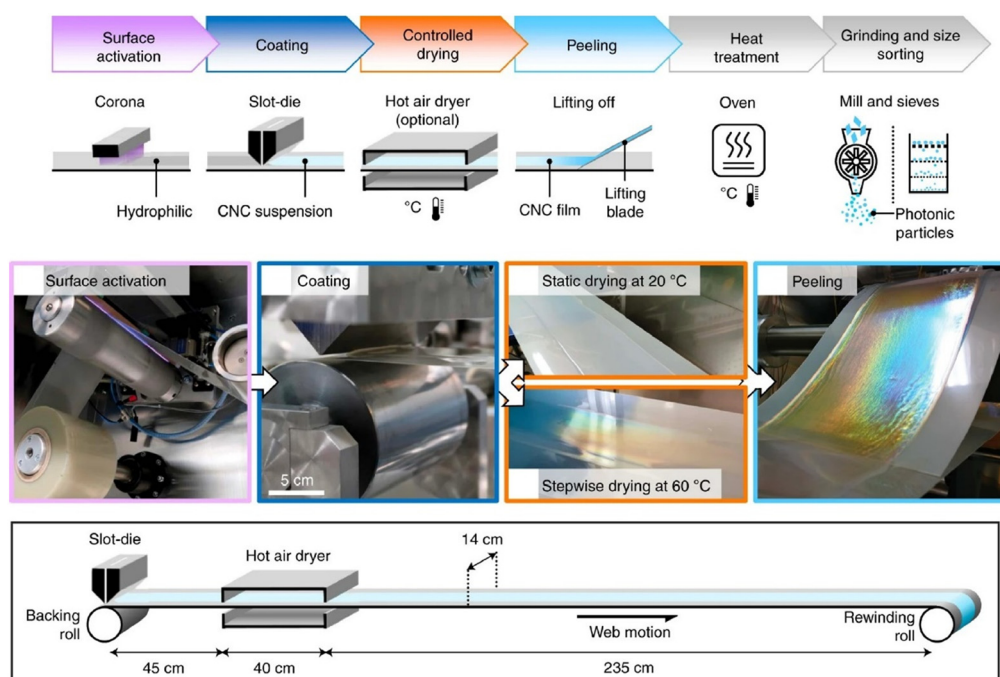 Surface
activation
Coating
Controlled
drying
Peeling
Heat
treatment
Grinding and size
sorting
Corona
Slot-die
Hot air dryer
(optional)
Lifting off
Oven
Mill and sieves
Hydrophilic
CNC suspension
°C
CNC film
Lifting
blade
°C
Photonic
particles
Surface activation
Coating
Static drying at 20 °C
Peeling
5 cm
Stepwise drying at 60 °C
Slot-die
Hot air dryer
14 cm
Backing
roll
Web motion
Rewinding
roll
45 cm
40 cm
235 cm